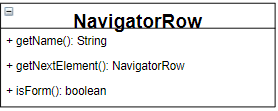 NavigatorRow
+ getName(): String
+ getNextElement(): NavigatorRow
+ isForm(): boolean